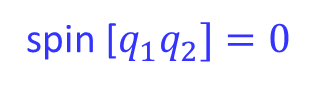 spin [q₁q₂] = 0